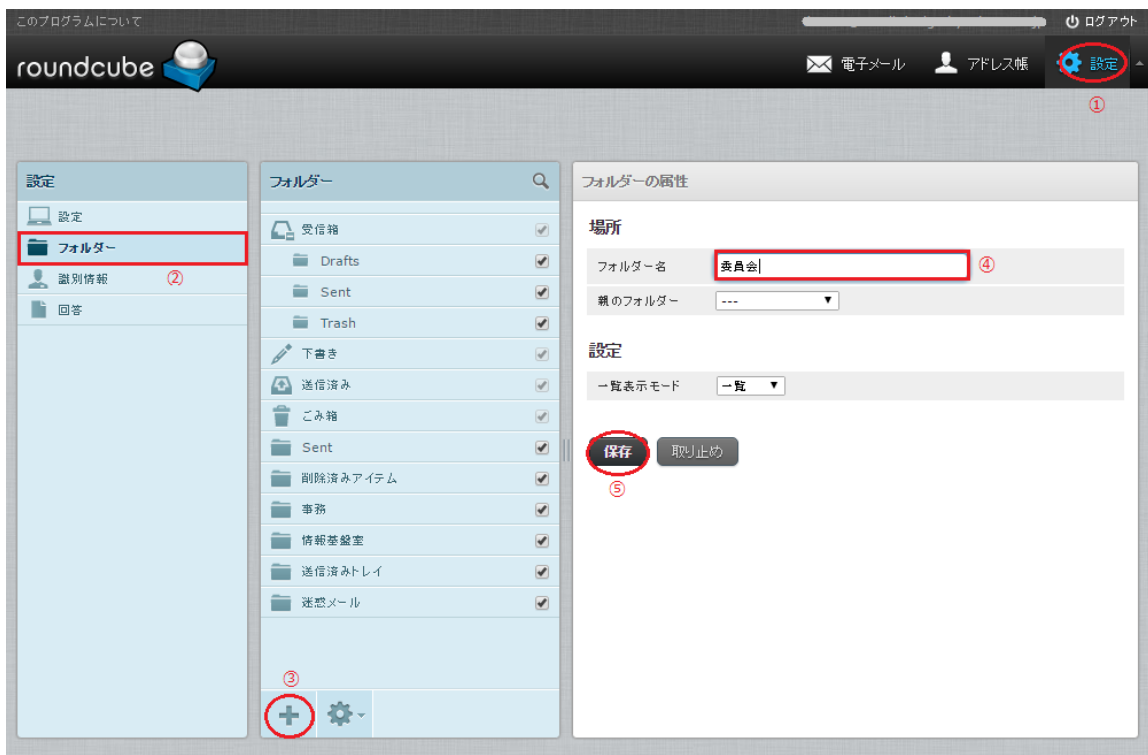 このプログラムについて
ログアウト
roundcube
電子メール
アドレス帳
設定
①
設定
設定
フォルダー
②
識別情報
回答
フォルダー
受信箱
Drafts
Sent
Trash
下書き
送信済み
ごみ箱
Sent
削除済みアイテム
事務
情報基盤室
送信済みトレイ
迷惑メール
③
フォルダーの属性
場所
フォルダー名 委員会 ④
親のフォルダー ---
設定
一覧表示モード 一覧
保存 取り止め
⑤